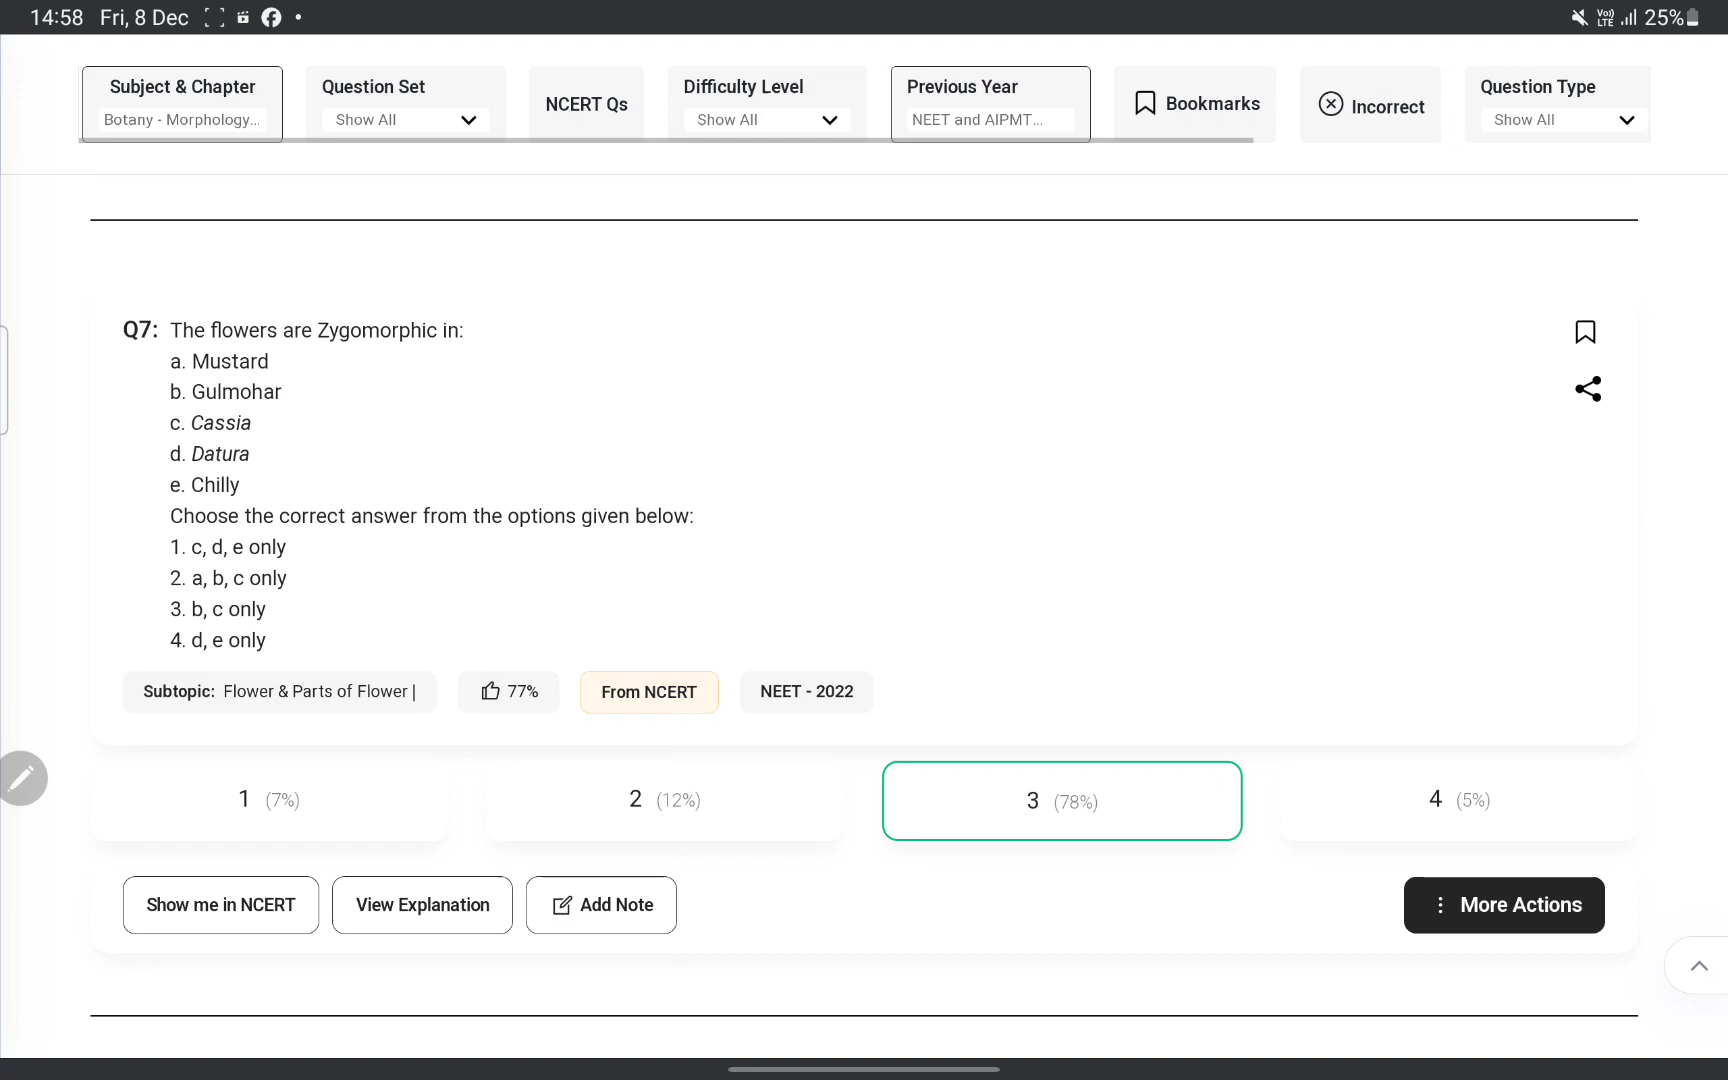 14:58 Fri, 8 Dec
Vo)) LTE 25%
Subject & Chapter
Botany - Morphology...
Question Set
Show All
NCERT Qs
Difficulty Level
Show All
Previous Year
NEET and AIPMT...
Bookmarks
Incorrect
Question Type
Show All
Q7: The flowers are Zygomorphic in:
a. Mustard
b. Gulmohar
c. Cassia
d. Datura
e. Chilly
Choose the correct answer from the options given below:
1. c, d, e only
2. a, b, c only
3. b, c only
4. d, e only
Subtopic: Flower & Parts of Flower | 77% From NCERT NEET - 2022
1 (7%) 2 (12%) 3 (78%) 4 (5%)
Show me in NCERT View Explanation Add Note More Actions